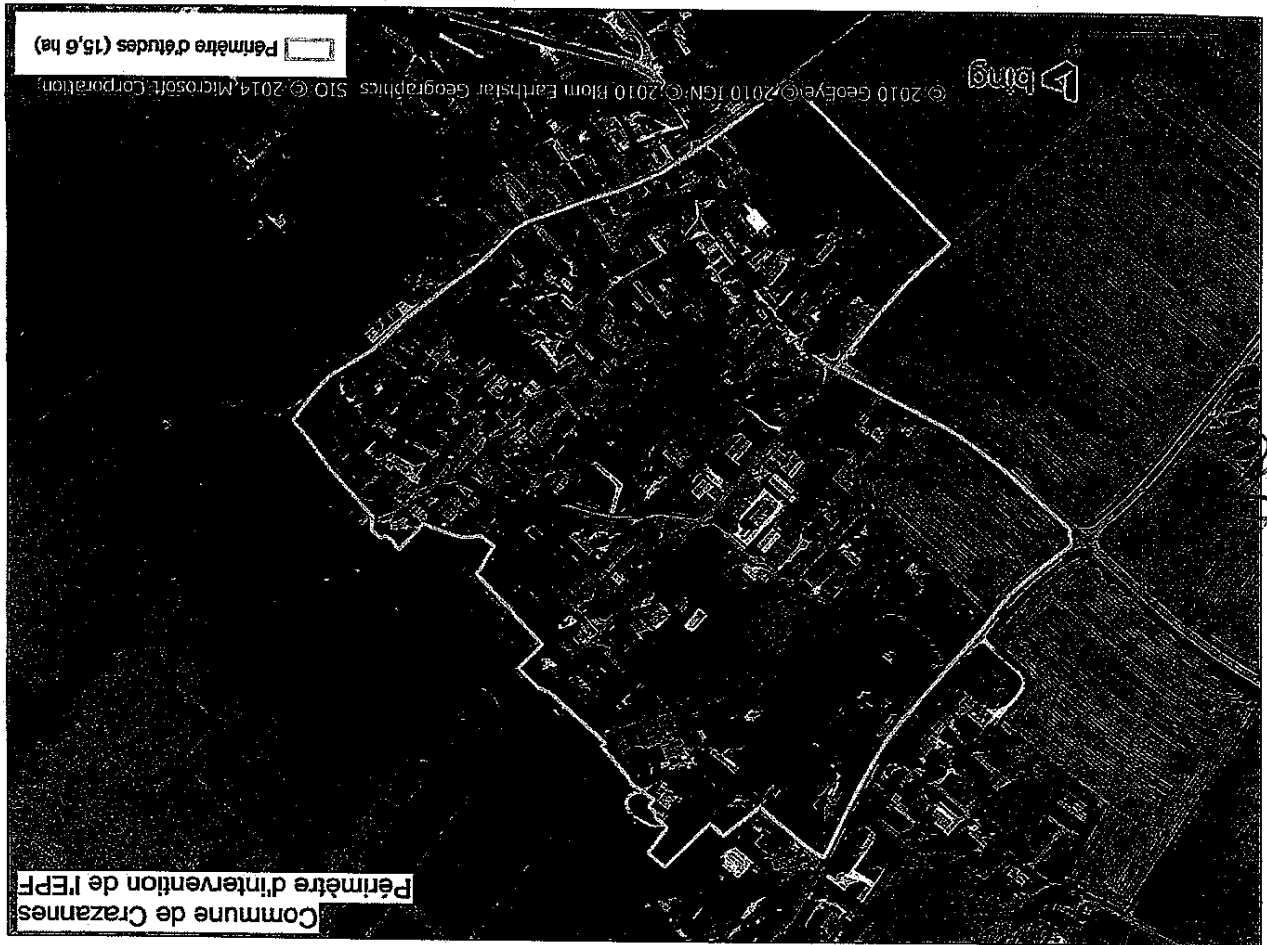 Commune de Crazannes
Périmètre d'intervention de l'EPF
bing
© 2010 GeoEye © 2010 IGN © 2010 Blom Earthstar Geographics SIO © 2014 Microsoft Corporation
Périmètre d'études (15,6 ha)